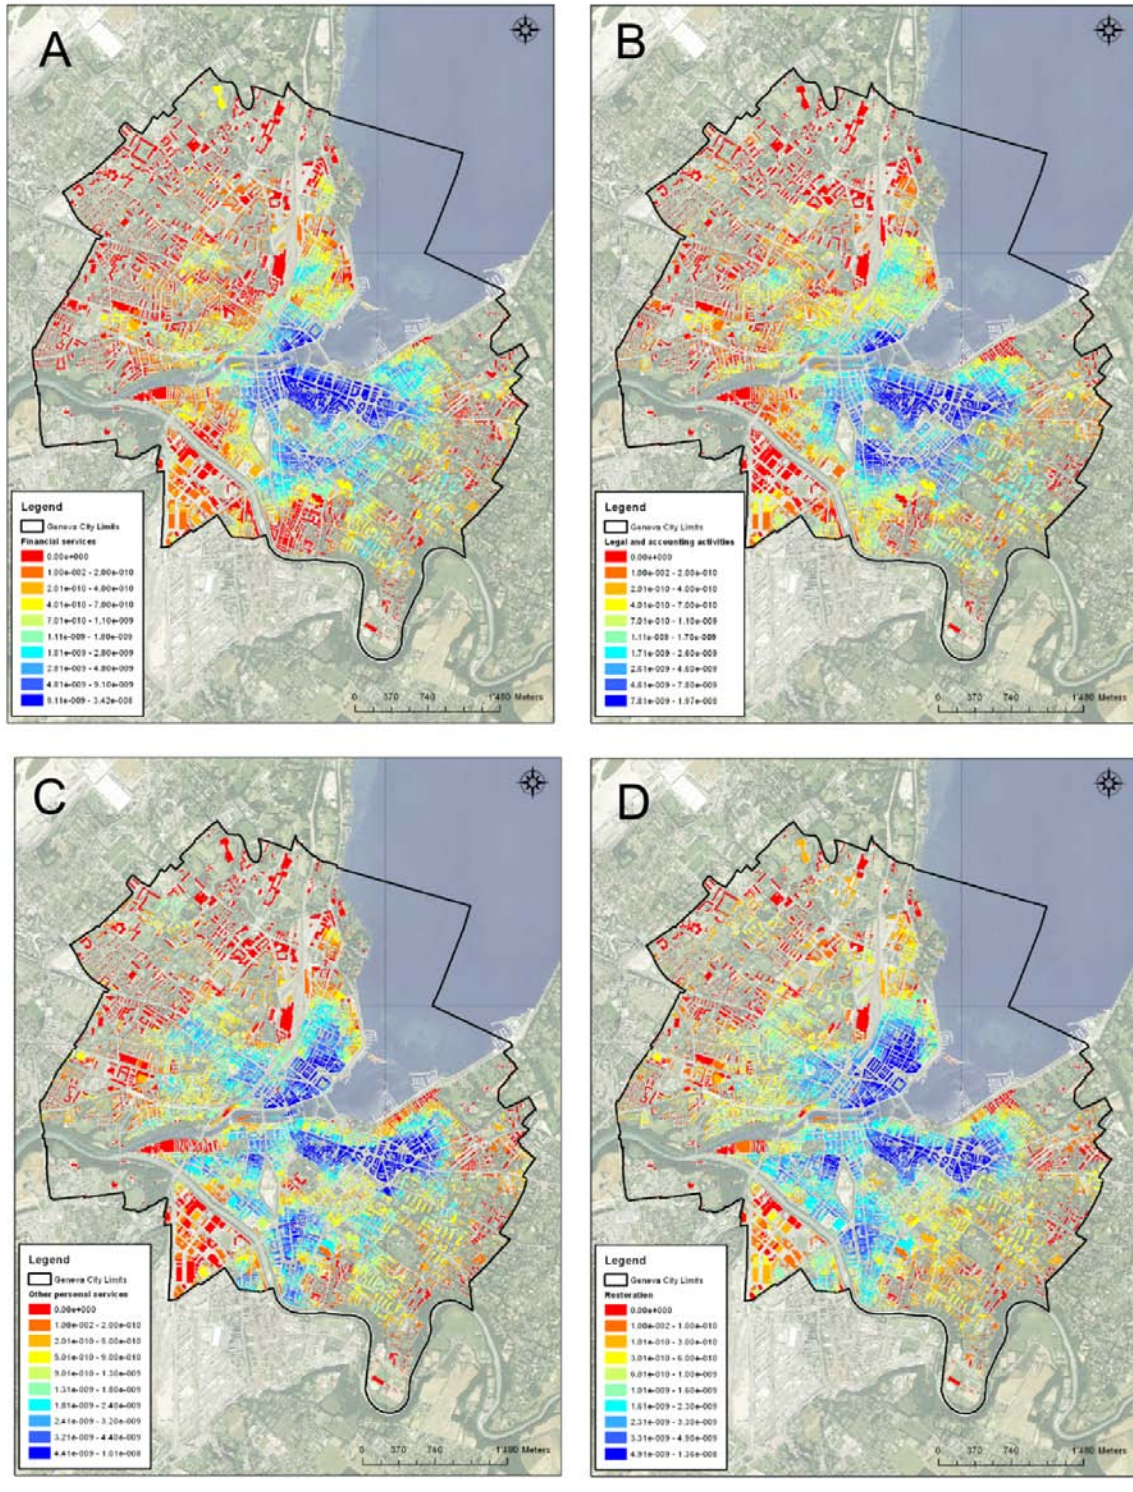 A
Legend
Geneva City Limits
Financial services
0.00e+000
1.00e-002 - 2.00e-010
2.01e-010 - 4.00e-010
4.01e-010 - 7.00e-010
7.01e-010 - 1.10e-009
1.11e-009 - 1.80e-009
1.81e-009 - 2.80e-009
2.81e-009 - 4.80e-009
4.81e-009 - 9.10e-009
9.11e-009 - 3.42e-008
0 370 740 1'480 Meters
B
Legend
Geneva City Limits
Legal and accounting activities
0.00e+000
1.00e-002 - 2.00e-010
2.01e-010 - 4.00e-010
4.01e-010 - 7.00e-010
7.01e-010 - 1.10e-009
1.11e-009 - 1.70e-009
1.71e-009 - 2.60e-009
2.61e-009 - 4.60e-009
4.61e-009 - 7.80e-009
7.81e-009 - 1.97e-008
0 370 740 1'480 Meters
C
Legend
Geneva City Limits
Other personal services
0.00e+000
1.00e-002 - 2.00e-010
2.01e-010 - 5.00e-010
5.01e-010 - 9.00e-010
9.01e-010 - 1.30e-009
1.31e-009 - 1.80e-009
1.81e-009 - 2.40e-009
2.41e-009 - 3.20e-009
3.21e-009 - 4.40e-009
4.41e-009 - 1.01e-008
0 370 740 1'480 Meters
D
Legend
Geneva City Limits
Restoration
0.00e+000
1.00e-002 - 1.00e-010
1.01e-010 - 3.00e-010
3.01e-010 - 6.00e-010
6.01e-010 - 1.00e-009
1.01e-009 - 1.60e-009
1.61e-009 - 2.30e-009
2.31e-009 - 3.30e-009
3.31e-009 - 4.90e-009
4.91e-009 - 1.36e-008
0 370 740 1'480 Meters